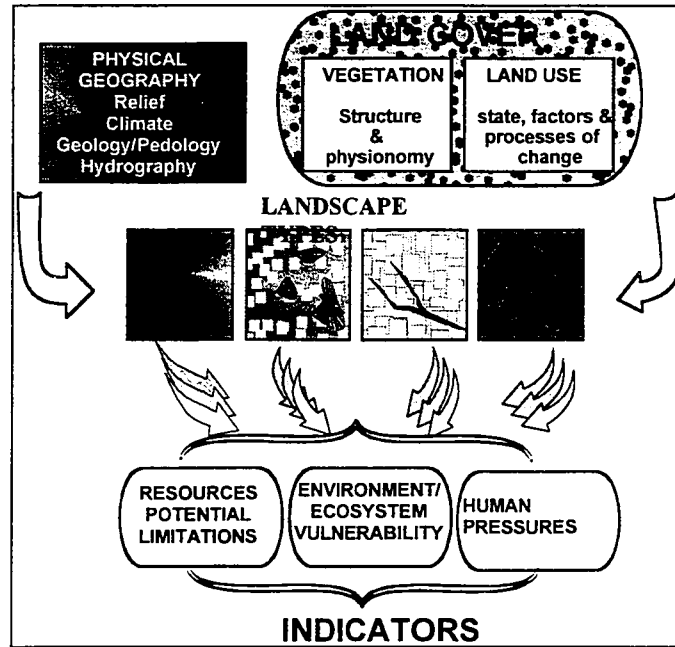 PHYSICAL
GEOGRAPHY
Relief
Climate
Geology/Pedology
Hydrography
LAND COVER
VEGETATION
Structure
&
physionomy
LAND USE
state, factors &
processes of
change
LANDSCAPE
TYPES
RESOURCES
POTENTIAL
LIMITATIONS
ENVIRONMENT/
ECOSYSTEM
VULNERABILITY
HUMAN
PRESSURES
INDICATORS